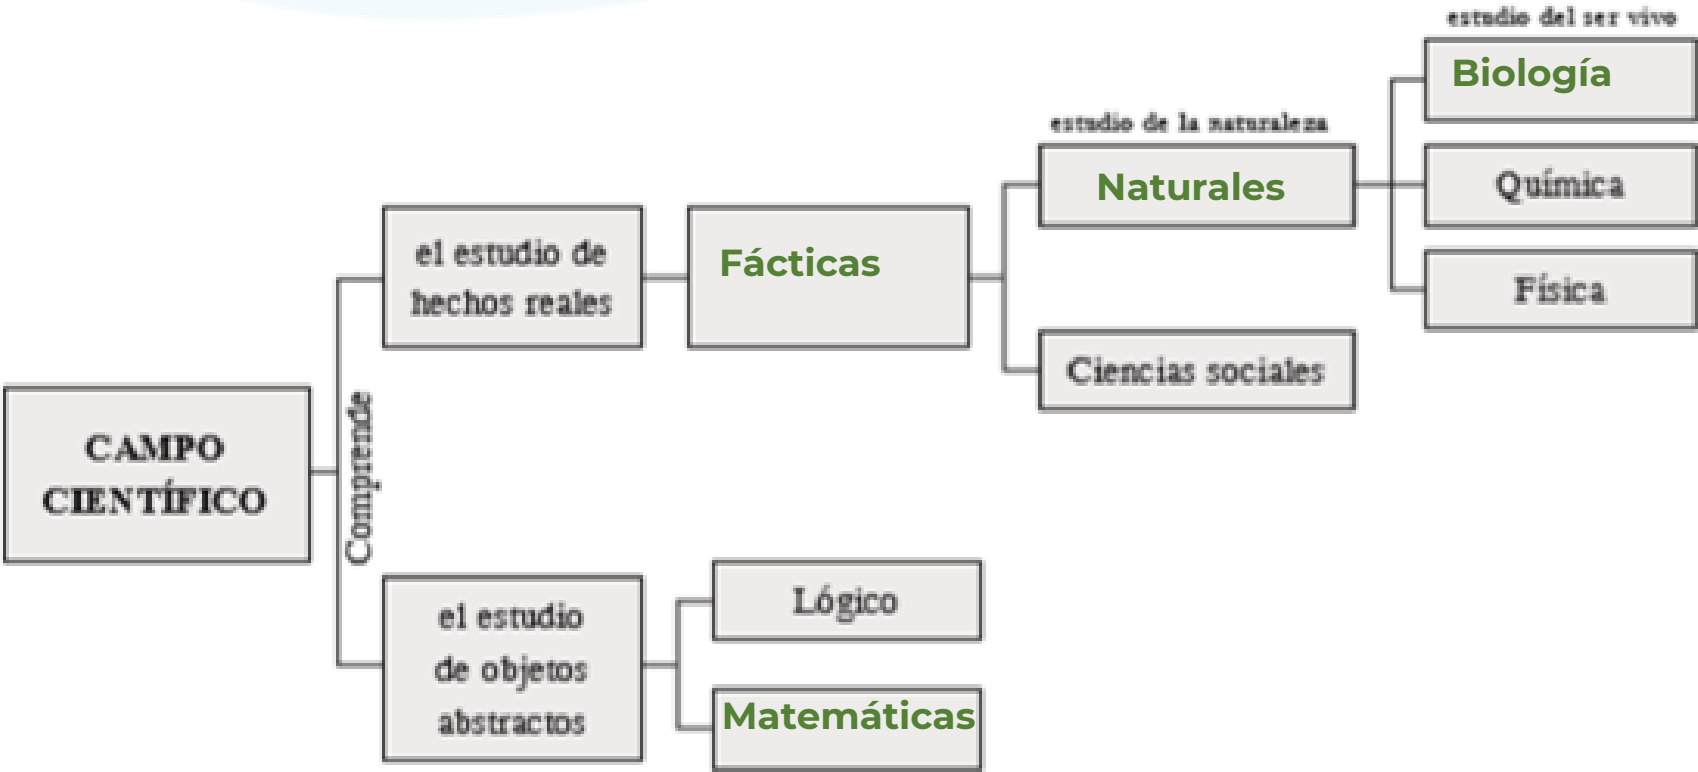 estudio del ser vivo
Biología
estudio de la naturaleza
Naturales
Química
el estudio de
hechos reales
Fácticas
Física
Ciencias sociales
CAMPO
CIENTÍFICO
Comprende
el estudio
de objetos
abstractos
Lógico
Matemáticas